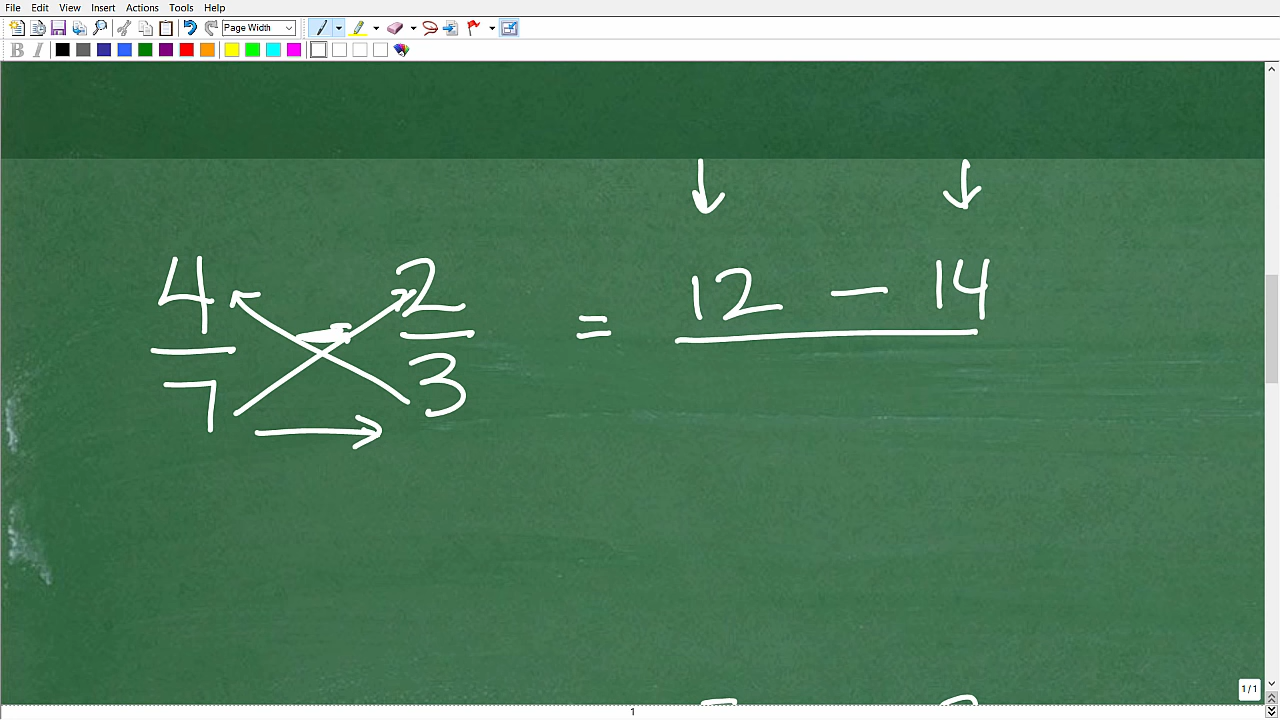 File Edit View Insert Actions Tools Help
Page Width
B I
4/7 - 2/3 = 12 - 14
1/1
1